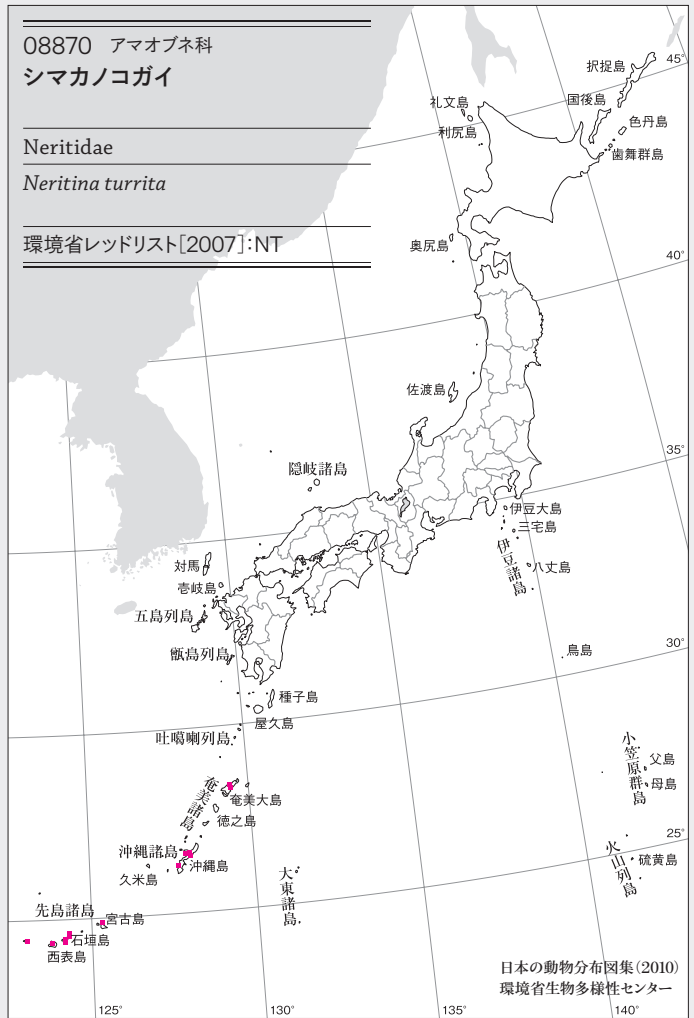 08870 アマオブネ科
シマカノコガイ
Neritidae
Neritina turrita
環境省レッドリスト[2007]:NT
択捉島
45°
礼文島
国後島
利尻島
色丹島
歯舞群島
奥尻島
40°
佐渡島
35°
隠岐諸島
伊豆大島
三宅島
伊豆諸島
八丈島
対馬
壱岐島
五島列島
甑島列島
鳥島
30°
種子島
屋久島
吐噶喇列島
小笠原群島
父島
母島
奄美諸島
奄美大島
徳之島
25°
沖縄諸島
沖縄島
久米島
火山列島
硫黄島
大東諸島
先島諸島
宮古島
石垣島
西表島
日本の動物分布図集(2010)
環境省生物多様性センター
125°
130°
135°
140°